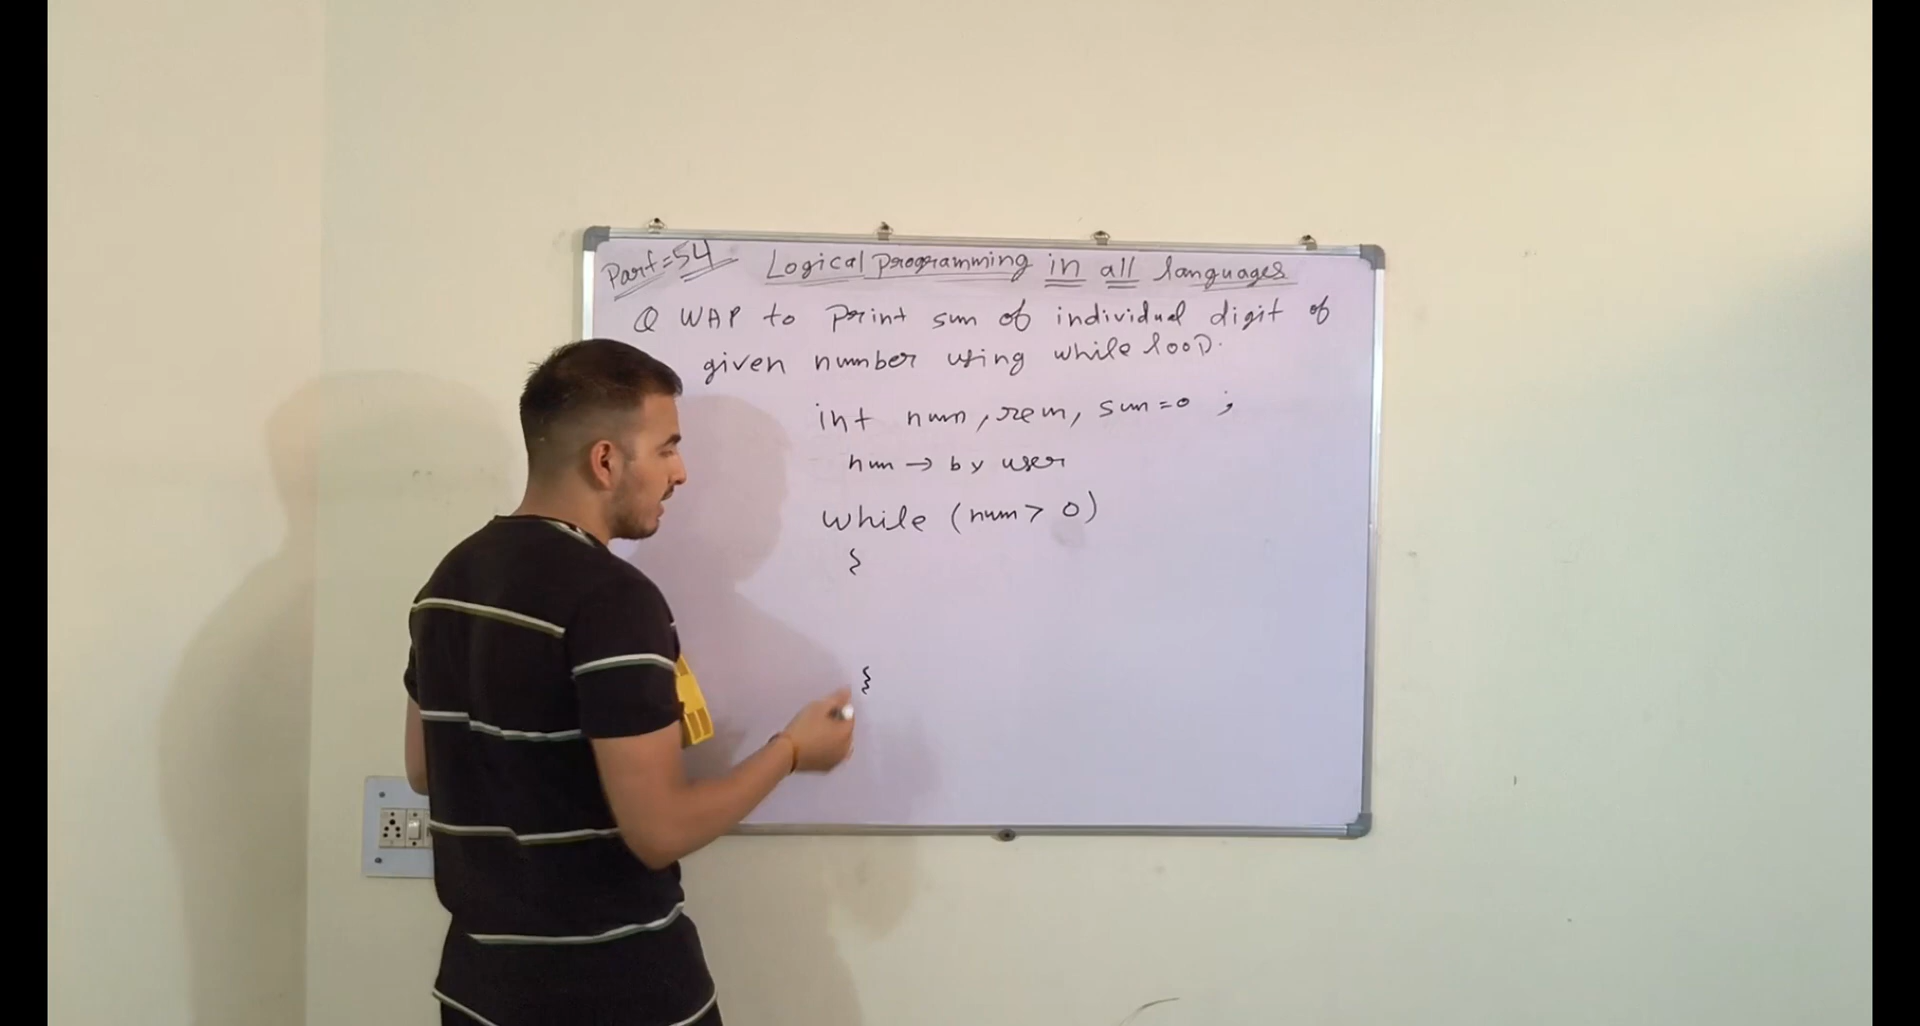 Part=54 Logical programming in all languages
Q WAP to print sum of individual digit of
given number using while loop.
int num, rem, sum=0 ;
num → by user
while (num > 0)
{
}